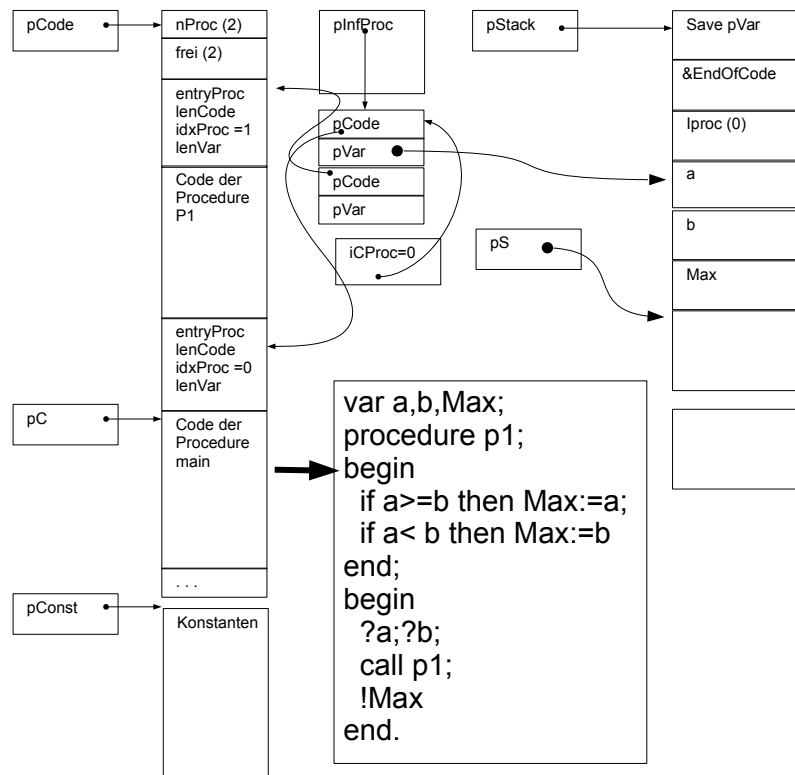 pCode
nProc (2)
frei (2)
entryProc
lenCode
idxProc =1
lenVar
Code der
Procedure
P1
entryProc
lenCode
idxProc =0
lenVar
pC
Code der
Procedure
main
. . .
pConst
Konstanten
pInfProc
pCode
pVar
pCode
pVar
iCProc=0
pStack
pS
Save pVar
&EndOfCode
Iproc (0)
a
b
Max
var a,b,Max;
procedure p1;
begin
if a>=b then Max:=a;
if a< b then Max:=b
end;
begin
?a;?b;
call p1;
!Max
end.